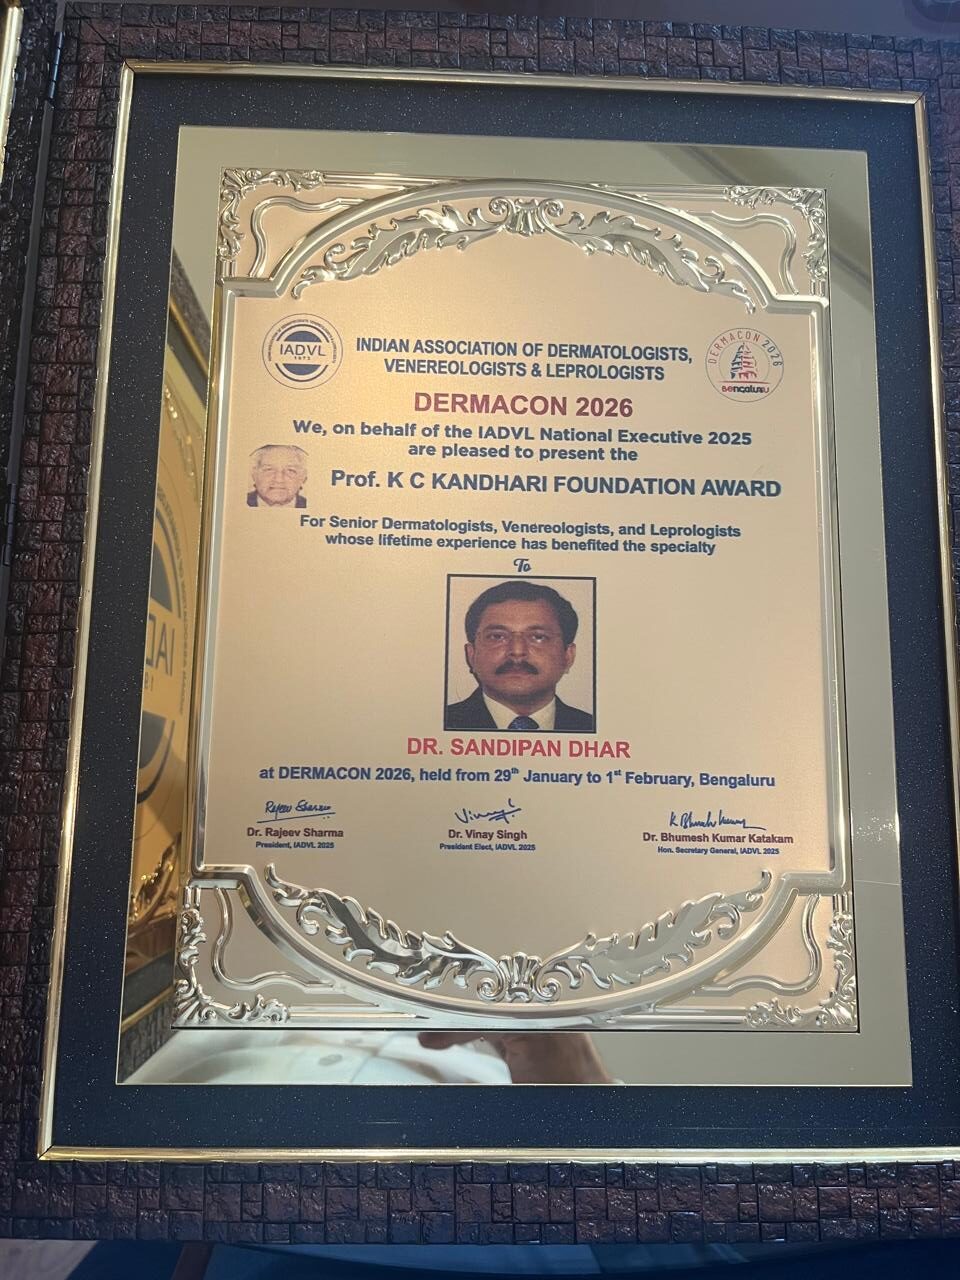 IADVL
1973
DERMACON 2026
Bengaluru
INDIAN ASSOCIATION OF DERMATOLOGISTS,
VENEREOLOGISTS & LEPROLOGISTS
DERMACON 2026
We, on behalf of the IADVL National Executive 2025
are pleased to present the
Prof. K C KANDHARI FOUNDATION AWARD
For Senior Dermatologists, Venereologists, and Leprologists
whose lifetime experience has benefited the specialty
To
DR. SANDIPAN DHAR
at DERMACON 2026, held from 29th January to 1st February, Bengaluru
Rajeev Sharma
Dr. Rajeev Sharma
President, IADVL 2025
Dr. Vinay Singh
President Elect, IADVL 2025
Dr. Bhumesh Kumar Katakam
Hon. Secretary General, IADVL 2025